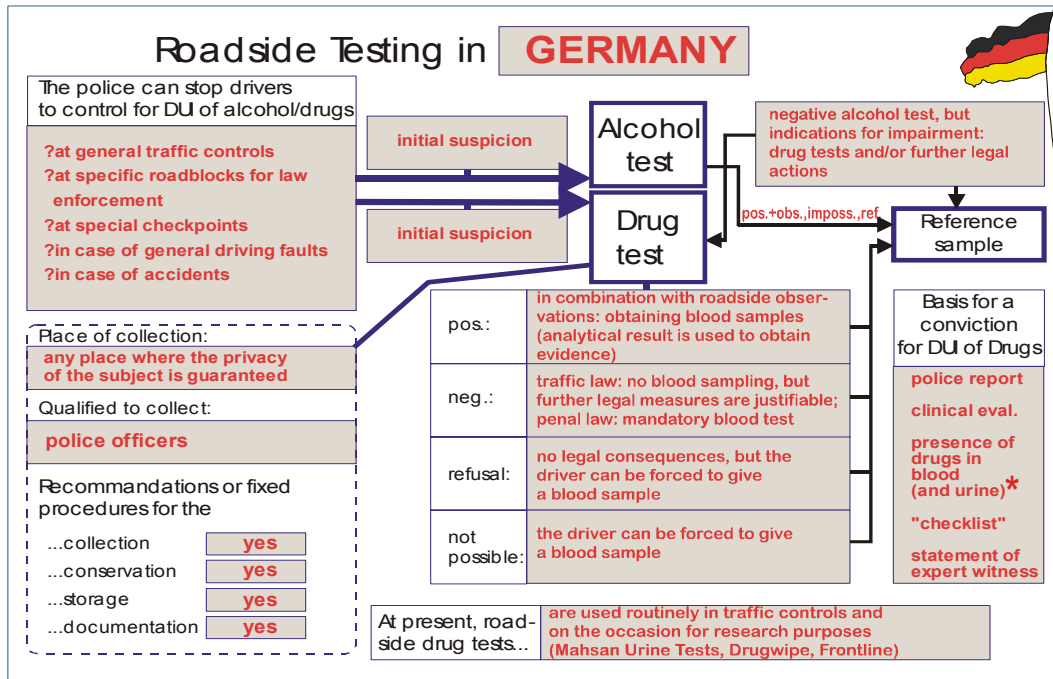 Roadside Testing in GERMANY
The police can stop drivers
to control for DUI of alcohol/drugs
?at general traffic controls
?at specific roadblocks for law
enforcement
?at special checkpoints
?in case of general driving faults
?in case of accidents
initial suspicion
initial suspicion
Alcohol
test
Drug
test
negative alcohol test, but
indications for impairment:
drug tests and/or further legal
actions
pos.+obs.,imposs.,ref.
Reference
sample
Place of collection:
any place where the privacy
of the subject is guaranteed
Qualified to collect:
police officers
Recommandations or fixed
procedures for the
...collection yes
...conservation yes
...storage yes
...documentation yes
pos.:
in combination with roadside obser-
vations: obtaining blood samples
(analytical result is used to obtain
evidence)
neg.:
traffic law: no blood sampling, but
further legal measures are justifiable;
penal law: mandatory blood test
refusal:
no legal consequences, but the
driver can be forced to give
a blood sample
not
possible:
the driver can be forced to give
a blood sample
Basis for a
conviction
for DUI of Drugs
police report
clinical eval.
presence of
drugs in
blood
(and urine)*
"checklist"
statement of
expert witness
At present, road-
side drug tests...
are used routinely in traffic controls and
on the occasion for research purposes
(Mahsan Urine Tests, Drugwipe, Frontline)